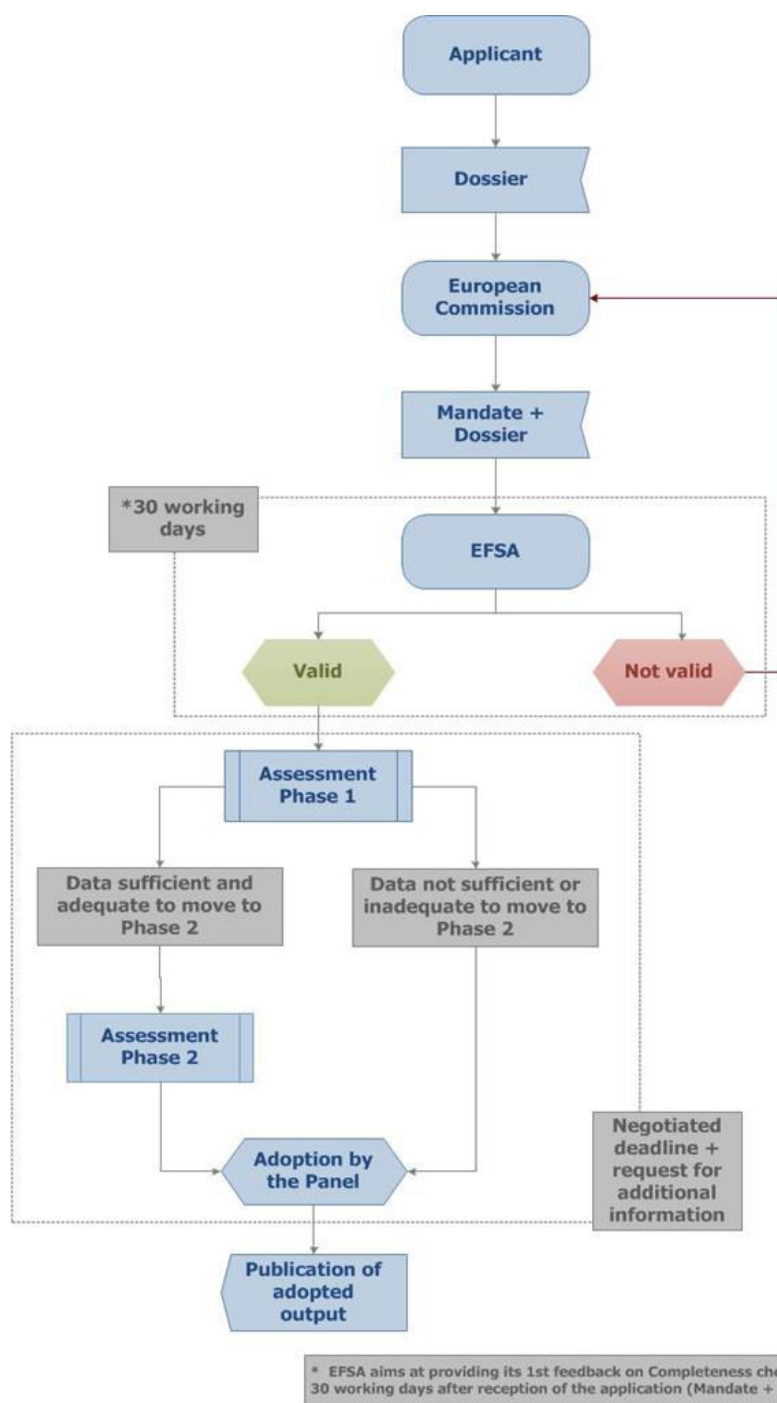 Applicant
Dossier
European
Commission
Mandate +
Dossier
*30 working
days
EFSA
Valid
Not valid
Assessment
Phase 1
Data sufficient and
adequate to move to
Phase 2
Data not sufficient or
inadequate to move to
Phase 2
Assessment
Phase 2
Adoption by
the Panel
Negotiated
deadline +
request for
additional
information
Publication of
adopted
output
* EFSA aims at providing its 1st feedback on Completeness
30 working days after reception of the application (Mandate +